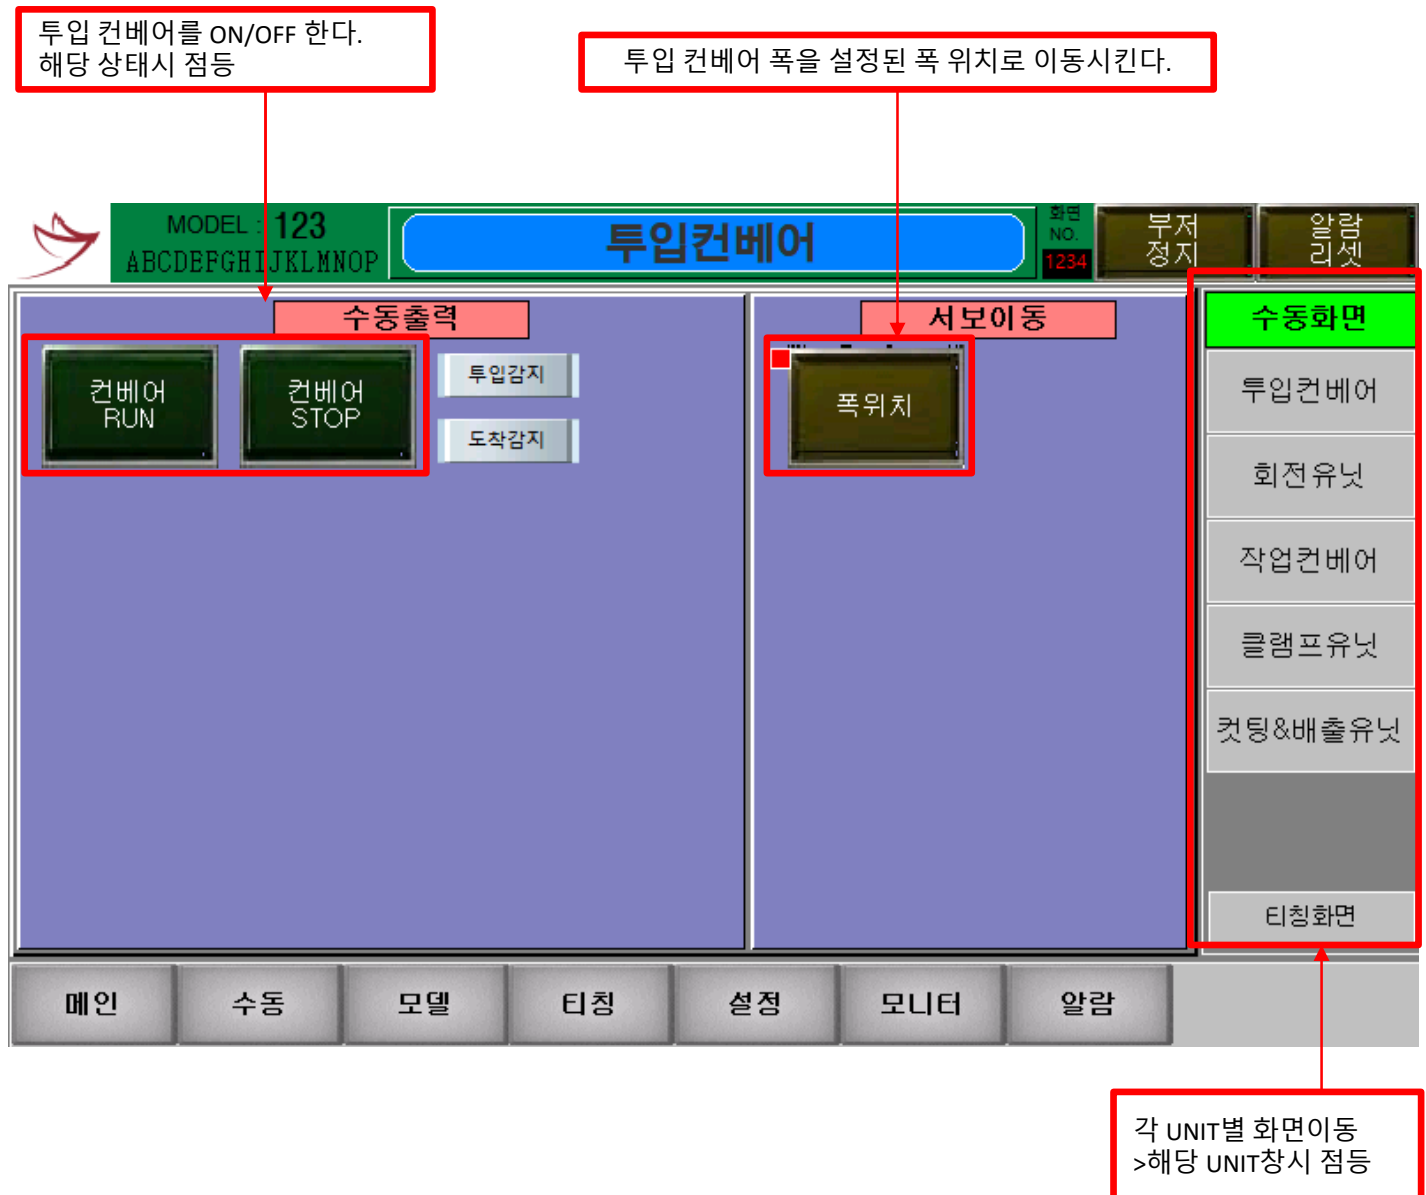 투입 컨베어를 ON/OFF 한다.
해당 상태시 점등
투입 컨베어 폭을 설정된 폭 위치로 이동시킨다.
MODEL : 123
ABCDEFGHIJKLMNOP
투입컨베어
화면
NO.
1234
부저
정지
알람
리셋
수동출력
서보이동
수동화면
컨베어
RUN
컨베어
STOP
투입감지
도착감지
폭위치
투입컨베어
회전유닛
작업컨베어
클램프유닛
컷팅&배출유닛
티칭화면
메인
수동
모델
티칭
설정
모니터
알람
각 UNIT별 화면이동
>해당 UNIT창시 점등